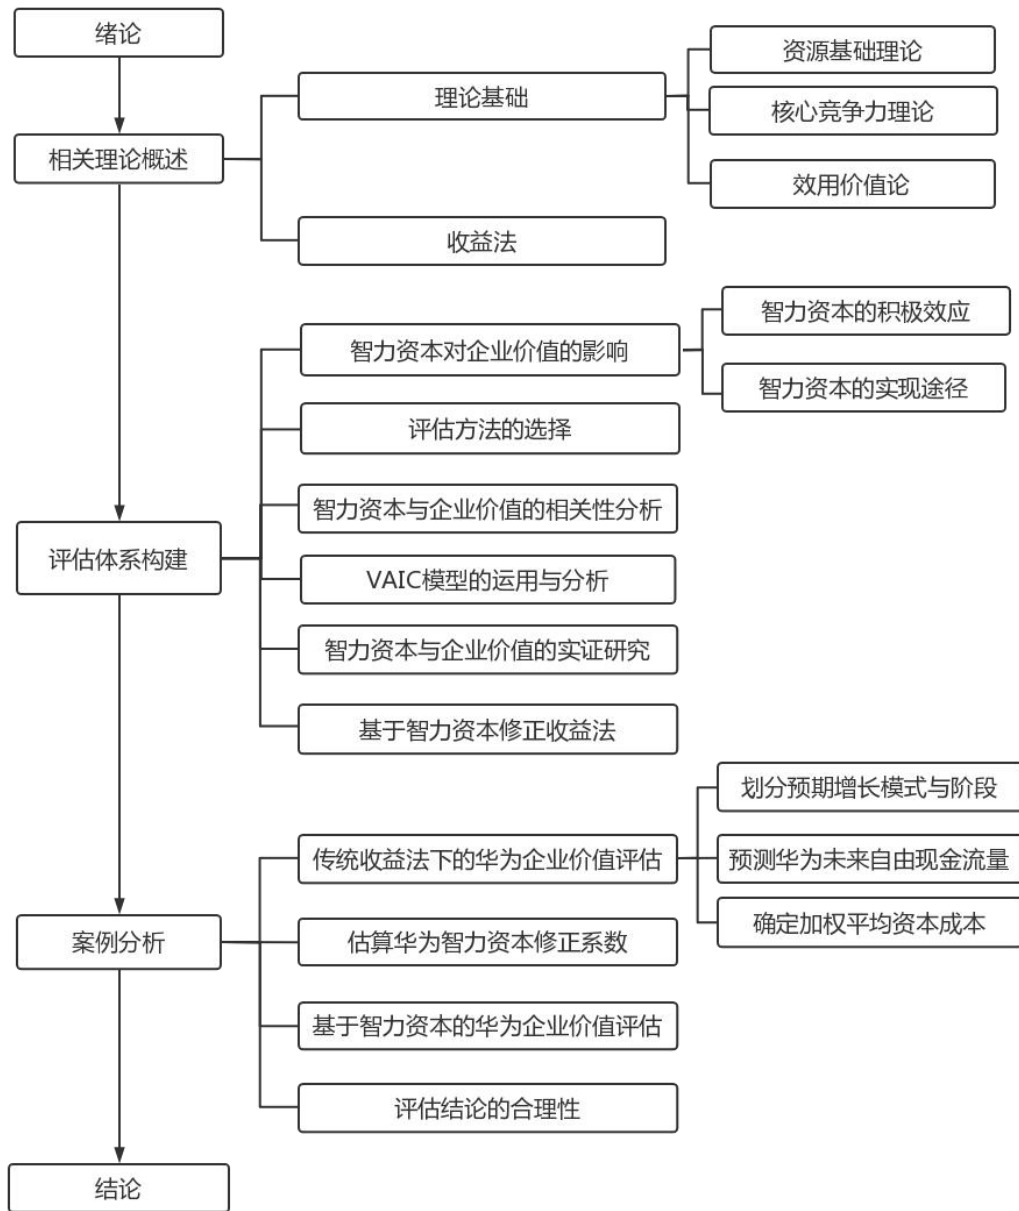 绪论
相关理论概述
理论基础
资源基础理论
核心竞争力理论
效用价值论
收益法
评估体系构建
智力资本对企业价值的影响
智力资本的积极效应
智力资本的实现途径
评估方法的选择
智力资本与企业价值的相关性分析
VAIC模型的运用与分析
智力资本与企业价值的实证研究
基于智力资本修正收益法
案例分析
传统收益法下的华为企业价值评估
划分预期增长模式与阶段
预测华为未来自由现金流量
确定加权平均资本成本
估算华为智力资本修正系数
基于智力资本的华为企业价值评估
评估结论的合理性
结论